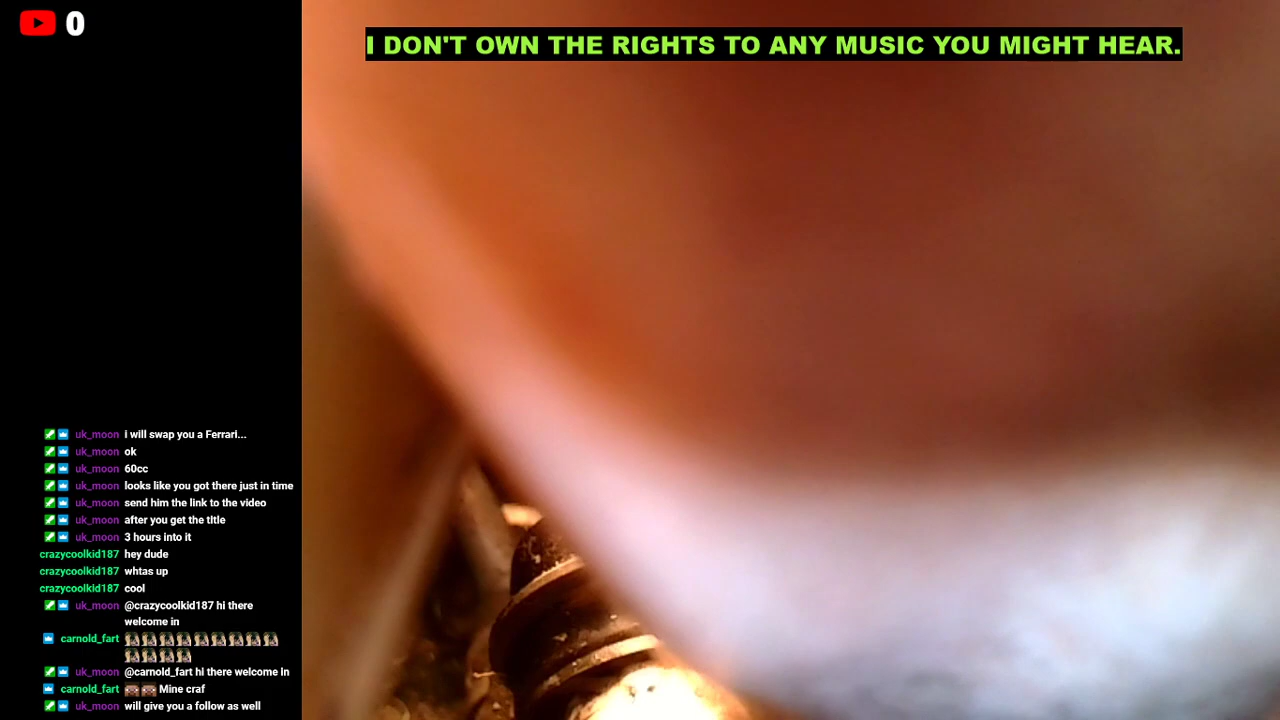 0
I DON'T OWN THE RIGHTS TO ANY MUSIC YOU MIGHT HEAR.
uk_moon i will swap you a Ferrari...
uk_moon ok
uk_moon 60cc
uk_moon looks like you got there just in time
uk_moon send him the link to the video
uk_moon after you get the title
uk_moon 3 hours into it
crazycoolkid187 hey dude
crazycoolkid187 whtas up
crazycoolkid187 cool
uk_moon @crazycoolkid187 hi there
welcome in
carnold_fart
uk_moon @carnold_fart hi there welcome in
carnold_fart Mine craf
uk_moon will give you a follow as well